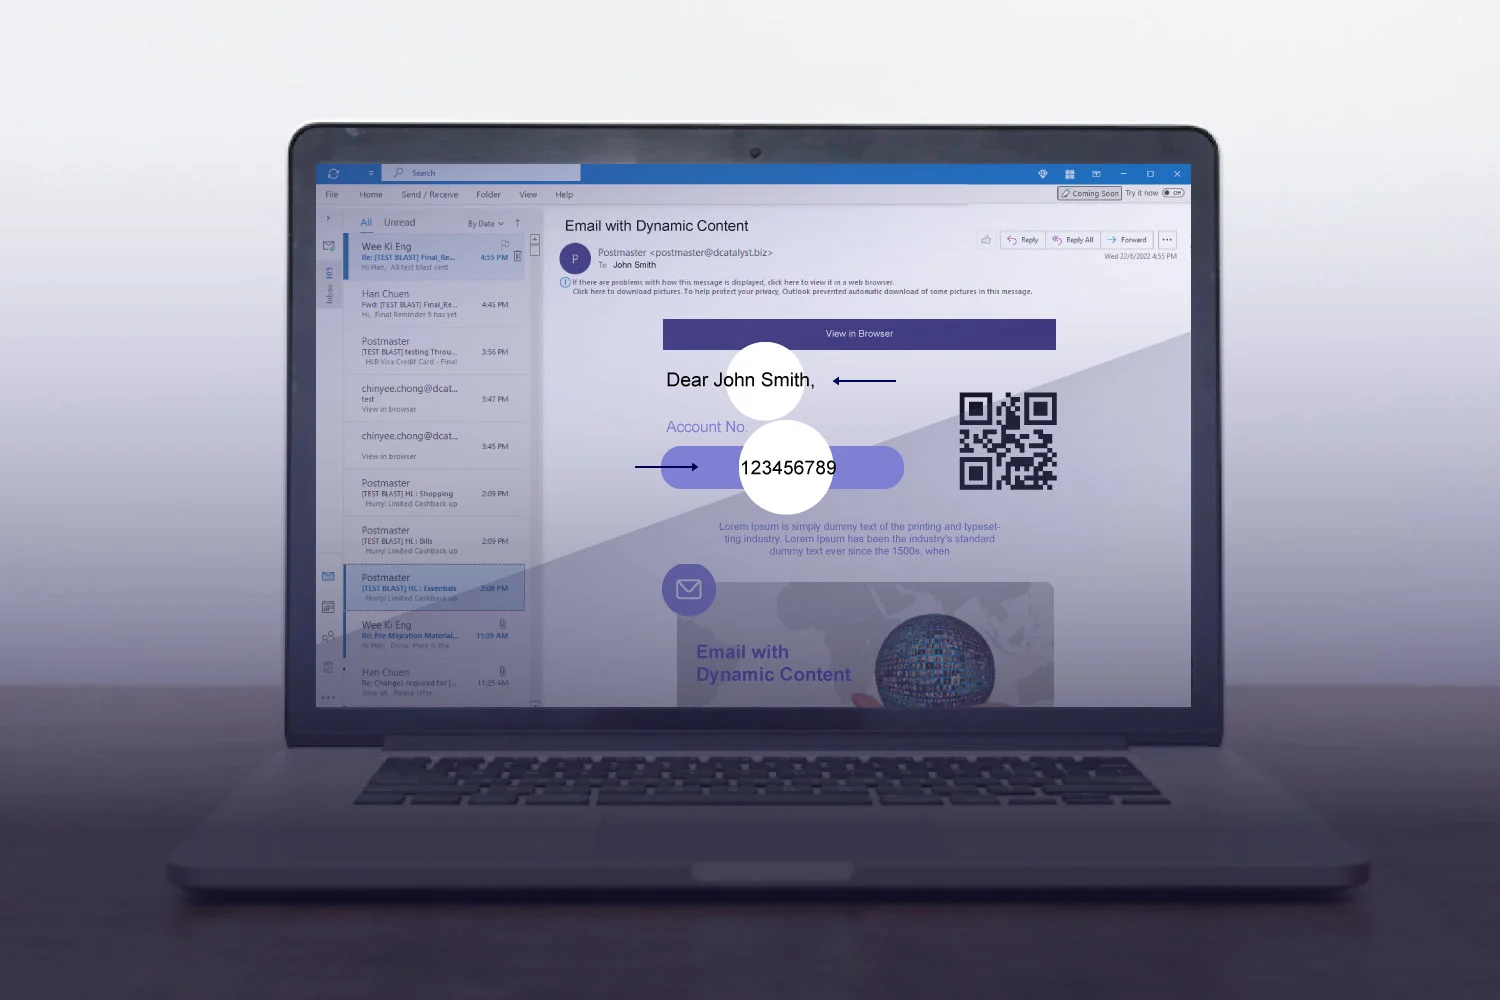 Search
File Home Send / Receive Folder View Help
Coming Soon Try it now Off
All Unread By Date
Inbox 105
Wee Ki Eng
Re: [TEST BLAST] Final_Re... 4:55 PM
Hi Han, All test blast sent
Han Chuen
Fwd: [TEST BLAST] Final_Re... 4:45 PM
Hi, Final Reminder 9 has yet
Postmaster
[TEST BLAST] testing Throu... 3:56 PM
HLB Visa Credit Card - Final
chinyee.chong@dcat...
test 3:47 PM
View in browser
chinyee.chong@dcat...
3:45 PM
View in browser
Postmaster
[TEST BLAST] HL : Shopping 2:09 PM
Hurry! Limited Cashback up
Postmaster
[TEST BLAST] HL : Bills 2:09 PM
Hurry! Limited Cashback up
Postmaster
[TEST BLAST] HL : Essentials 2:08 PM
Hurry! Limited Cashback up
Wee Ki Eng
Re: Pre-Migration Material... 11:39 AM
Hi Mei, Done Here is the
Han Chuen
Re: Changes required for [... 11:25 AM
Dear all, Please refer
Email with Dynamic Content
P
Postmaster <postmaster@dcatalyst.biz>
To John Smith
Reply Reply All Forward
Wed 22/6/2022 4:55 PM
If there are problems with how this message is displayed, click here to view it in a web browser.
Click here to download pictures. To help protect your privacy, Outlook prevented automatic download of some pictures in this message.
View in Browser
Dear John Smith,
Account No.
123456789
Lorem Ipsum is simply dummy text of the printing and typeset-
ting industry. Lorem Ipsum has been the industry's standard
dummy text ever since the 1500s, when
Email with
Dynamic Content